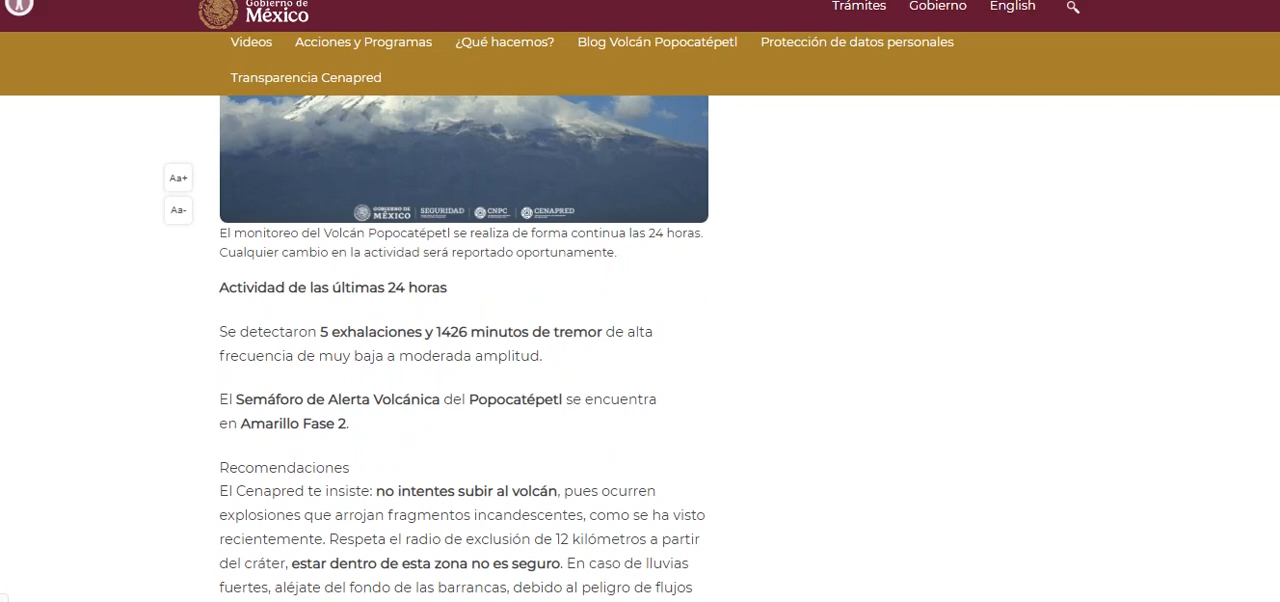 Gobierno de
México
Trámites Gobierno English
Videos Acciones y Programas ¿Qué hacemos? Blog Volcán Popocatépetl Protección de datos personales
Transparencia Cenapred
Aa+
Aa-
GOBIERNO DE
MÉXICO SEGURIDAD CNPC CENAPRED
El monitoreo del Volcán Popocatépetl se realiza de forma continua las 24 horas.
Cualquier cambio en la actividad será reportado oportunamente.
Actividad de las últimas 24 horas
Se detectaron 5 exhalaciones y 1426 minutos de tremor de alta
frecuencia de muy baja a moderada amplitud.
El Semáforo de Alerta Volcánica del Popocatépetl se encuentra
en Amarillo Fase 2.
Recomendaciones
El Cenapred te insiste: no intentes subir al volcán, pues ocurren
explosiones que arrojan fragmentos incandescentes, como se ha visto
recientemente. Respeta el radio de exclusión de 12 kilómetros a partir
del cráter, estar dentro de esta zona no es seguro. En caso de lluvias
fuertes, aléjate del fondo de las barrancas, debido al peligro de flujos